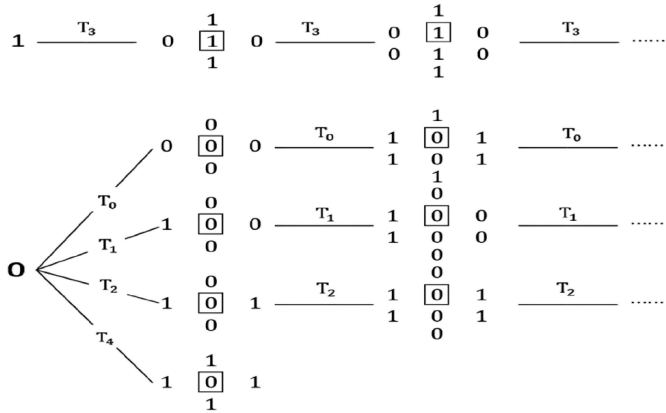 1
1
1 T₃ 0 1 0 T₃ 0 1 0 T₃ ......
1 0 1 0
1
0 1
0 0 0 T₀ 1 0 1 T₀ ......
0 1 0 1
T₀ 1
0 0
1 0 0 T₁ 1 0 0 T₁ ......
T₁ 0 1 0 0
0
0 T₂ 0 0
1 0 1 T₂ 1 0 1 T₂ ......
0 1 0 1
T₄ 0
1
1 0 1
1